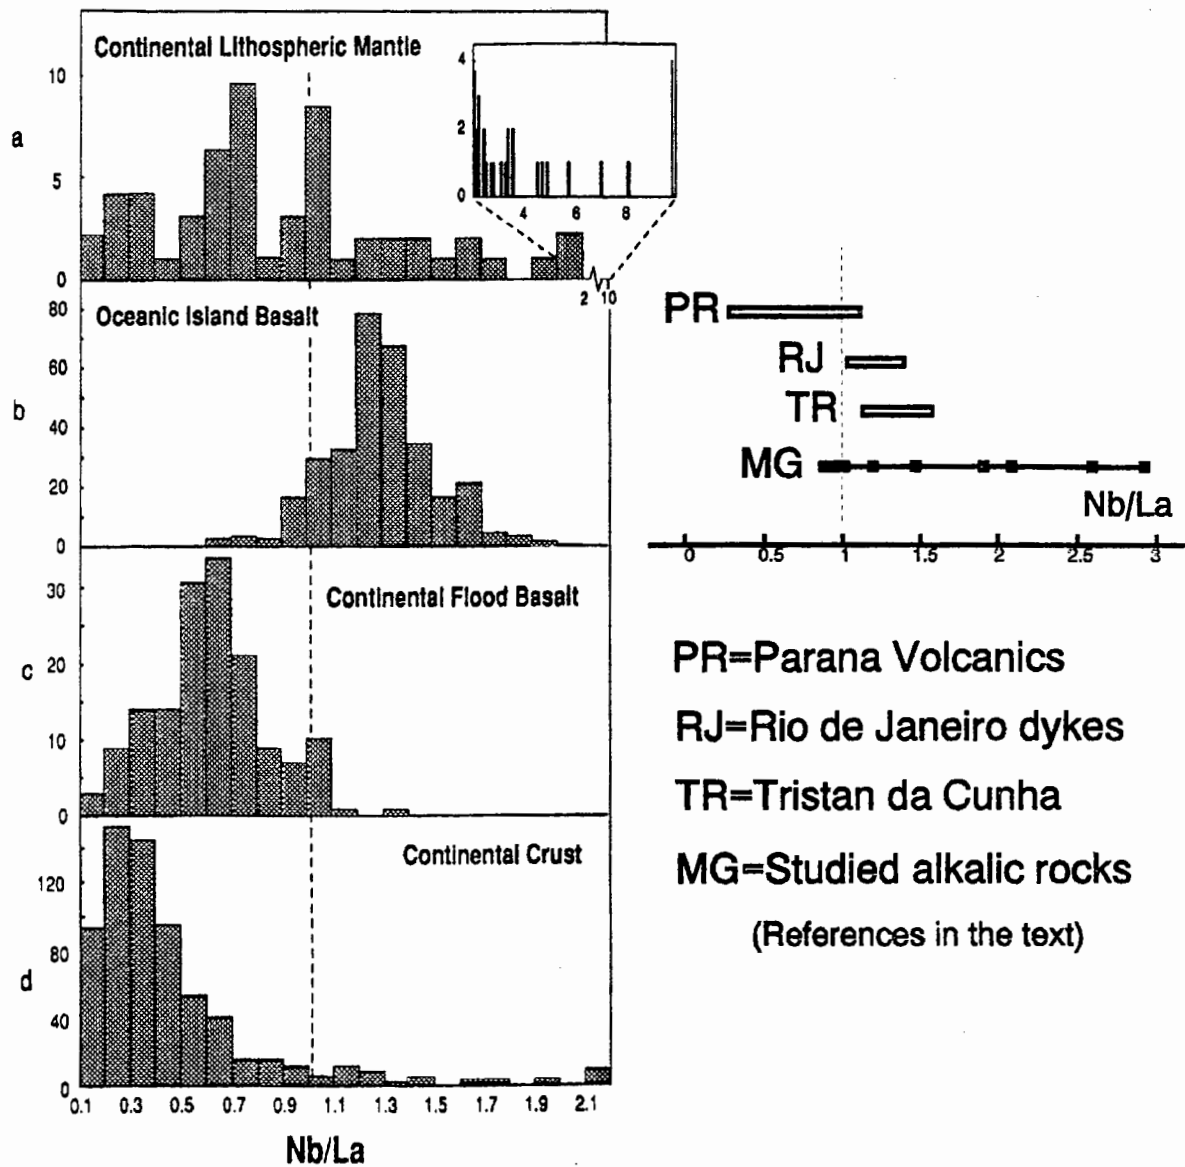 Continental Lithospheric Mantle
a
10
5
0
4
2
0
4 6 8
2 10
Oceanic Island Basalt
b
80
60
40
20
0
Continental Flood Basalt
c
30
20
10
0
Continental Crust
d
120
80
40
0
0.1 0.3 0.5 0.7 0.9 1.1 1.3 1.5 1.7 1.9 2.1
Nb/La
PR
RJ
TR
MG
Nb/La
0 0.5 1 1.5 2 2.5 3
PR=Parana Volcanics
RJ=Rio de Janeiro dykes
TR=Tristan da Cunha
MG=Studied alkalic rocks
(References in the text)